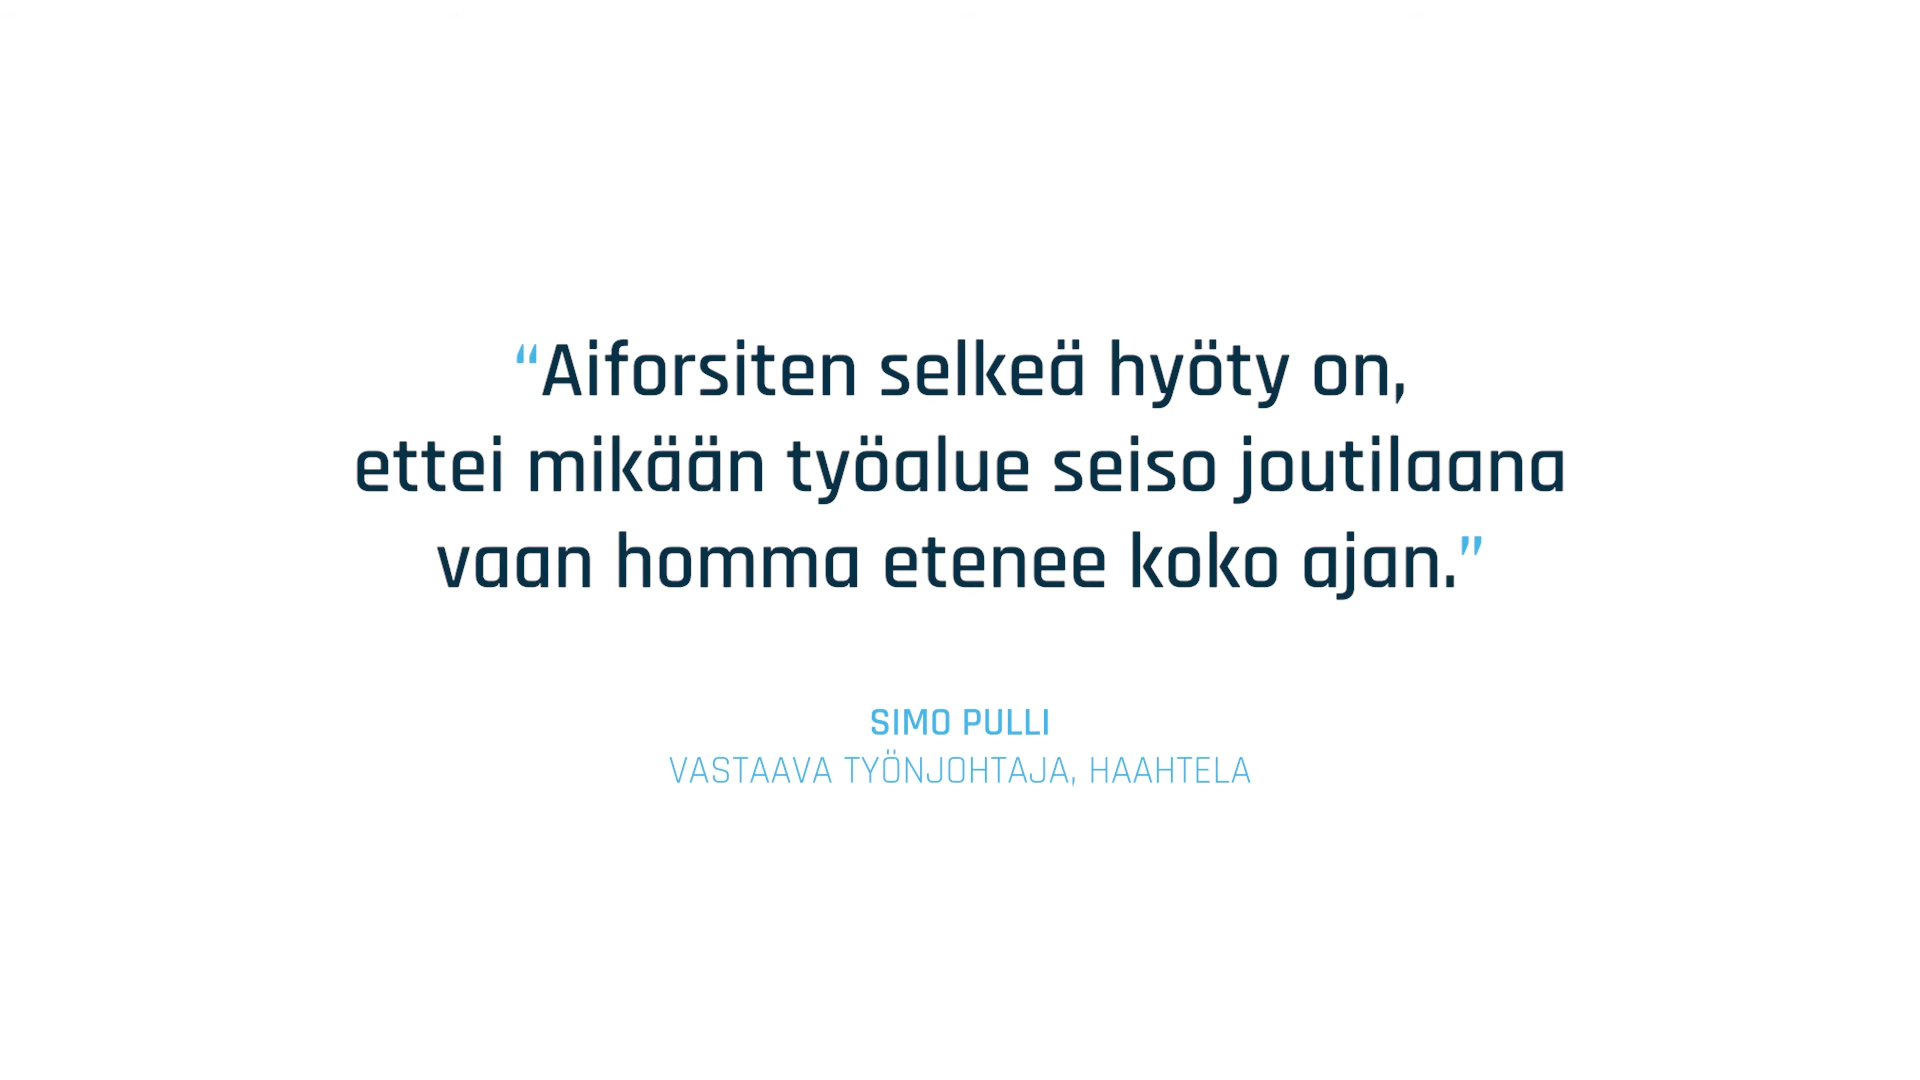 “Aiforsiten selkeä hyöty on,
ettei mikään työalue seiso joutilaana
vaan homma etenee koko ajan.”
SIMO PULLI
VASTAAVA TYÖNJOHTAJA, HAAHTELA